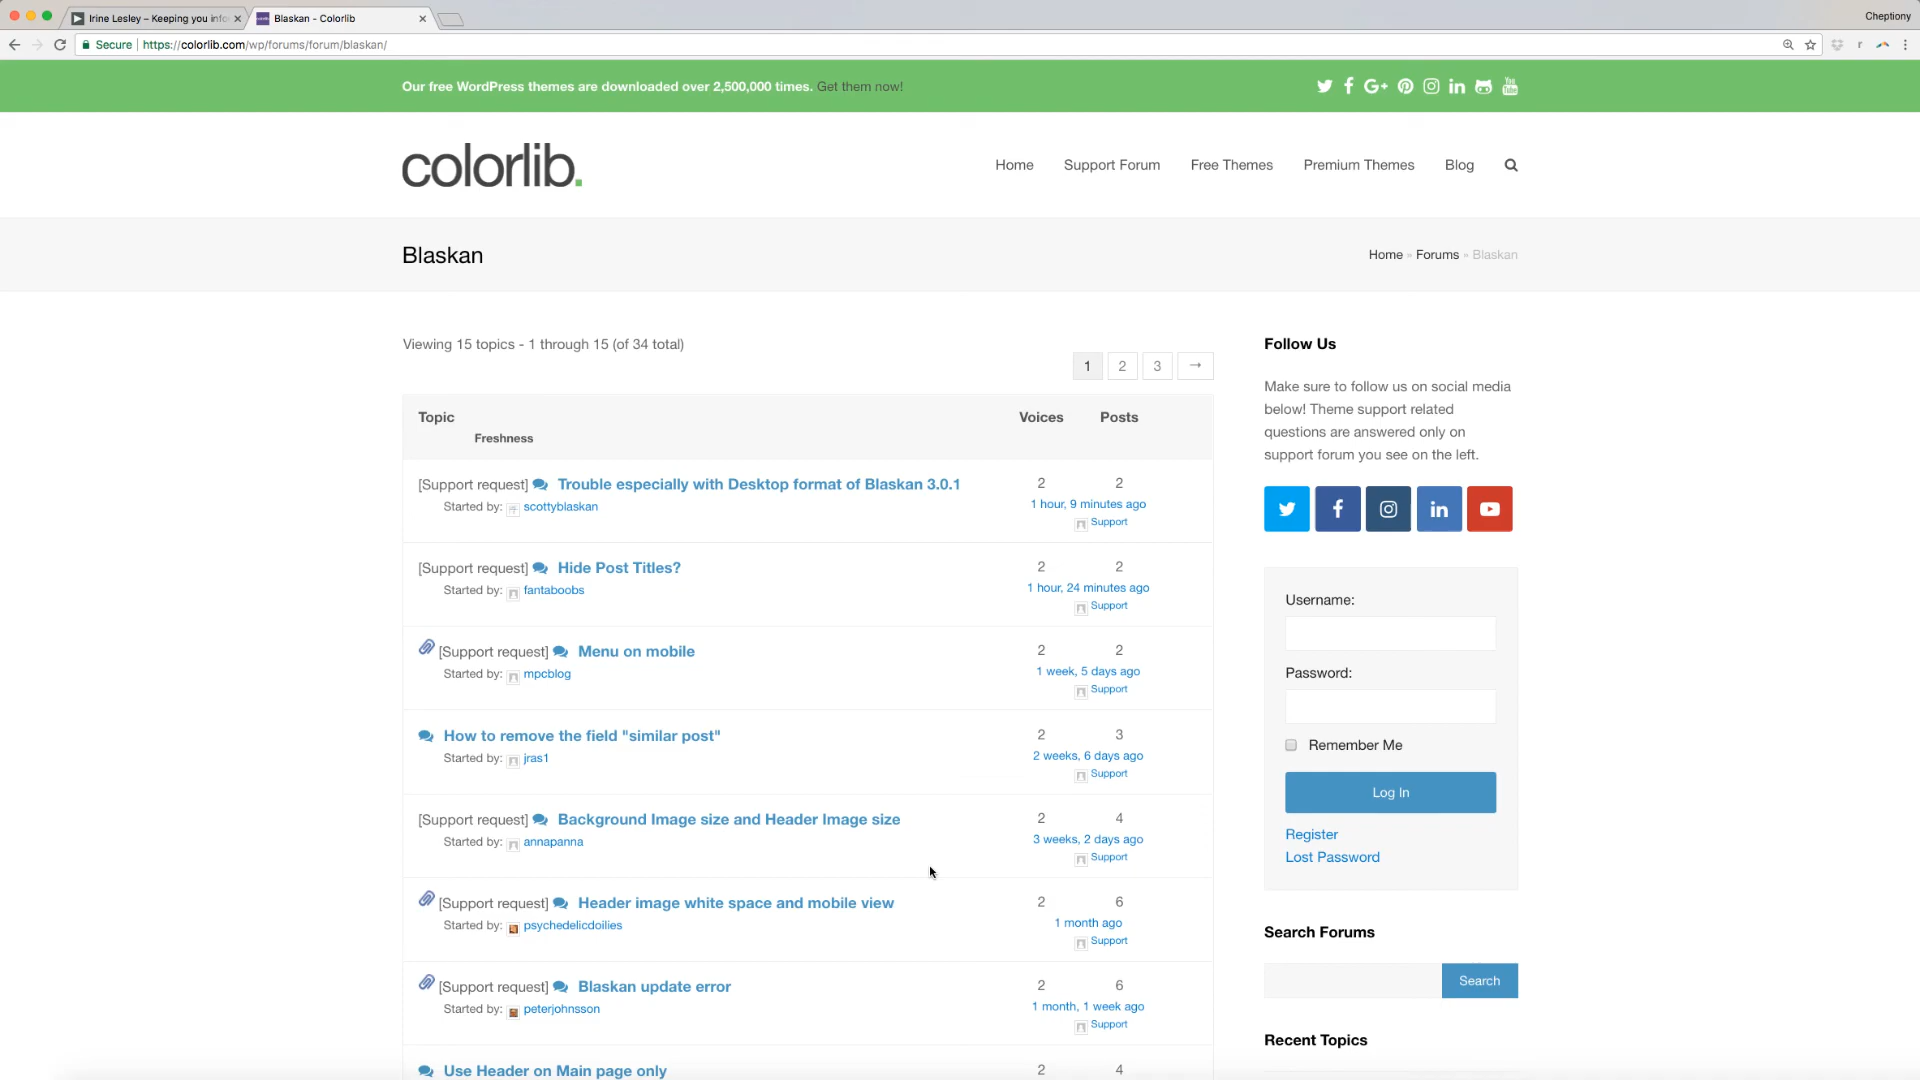 Irine Lesley – Keeping you info
Blaskan - Colorlib
Cheptiony
Secure
https://colorlib.com/wp/forums/forum/blaskan/
Our free WordPress themes are downloaded over 2,500,000 times. Get them now!
colorlib.
Home
Support Forum
Free Themes
Premium Themes
Blog
Blaskan
Home » Forums » Blaskan
Viewing 15 topics - 1 through 15 (of 34 total)
1 2 3 →
Topic
Voices
Posts
Freshness
[Support request] Trouble especially with Desktop format of Blaskan 3.0.1
2
2
Started by: scottyblaskan
1 hour, 9 minutes ago
Support
[Support request] Hide Post Titles?
2
2
Started by: fantaboobs
1 hour, 24 minutes ago
Support
[Support request] Menu on mobile
2
2
Started by: mpcblog
1 week, 5 days ago
Support
How to remove the field "similar post"
2
3
Started by: jras1
2 weeks, 6 days ago
Support
[Support request] Background Image size and Header Image size
2
4
Started by: annapanna
3 weeks, 2 days ago
Support
[Support request] Header image white space and mobile view
2
6
Started by: psychedelicdoilies
1 month ago
Support
[Support request] Blaskan update error
2
6
Started by: peterjohnsson
1 month, 1 week ago
Support
Use Header on Main page only
2
4
Follow Us
Make sure to follow us on social media
below! Theme support related
questions are answered only on
support forum you see on the left.
Username:
Password:
Remember Me
Log In
Register
Lost Password
Search Forums
Search
Recent Topics